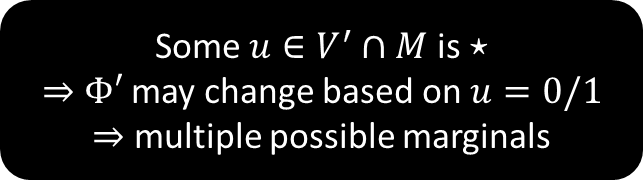 Some 𝑢 ∈ 𝑉′ ∩ 𝑀 is ⋆
⇒ Φ′ may change based on 𝑢 = 0/1
⇒ multiple possible marginals